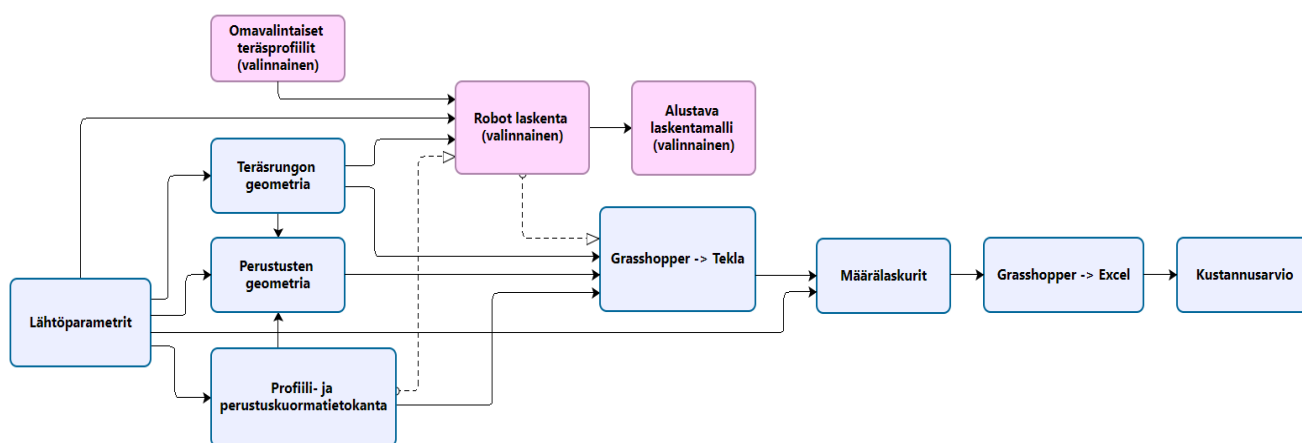 Omavalintaiset
teräsprofiilit
(valinnainen)
Robot laskenta
(valinnainen)
Alustava
laskentamalli
(valinnainen)
Teräsrungon
geometria
Perustusten
geometria
Grasshopper -> Tekla
Määrälaskurit
Grasshopper -> Excel
Kustannusarvio
Lähtöparametrit
Profiili- ja
perustuskuormatietokanta